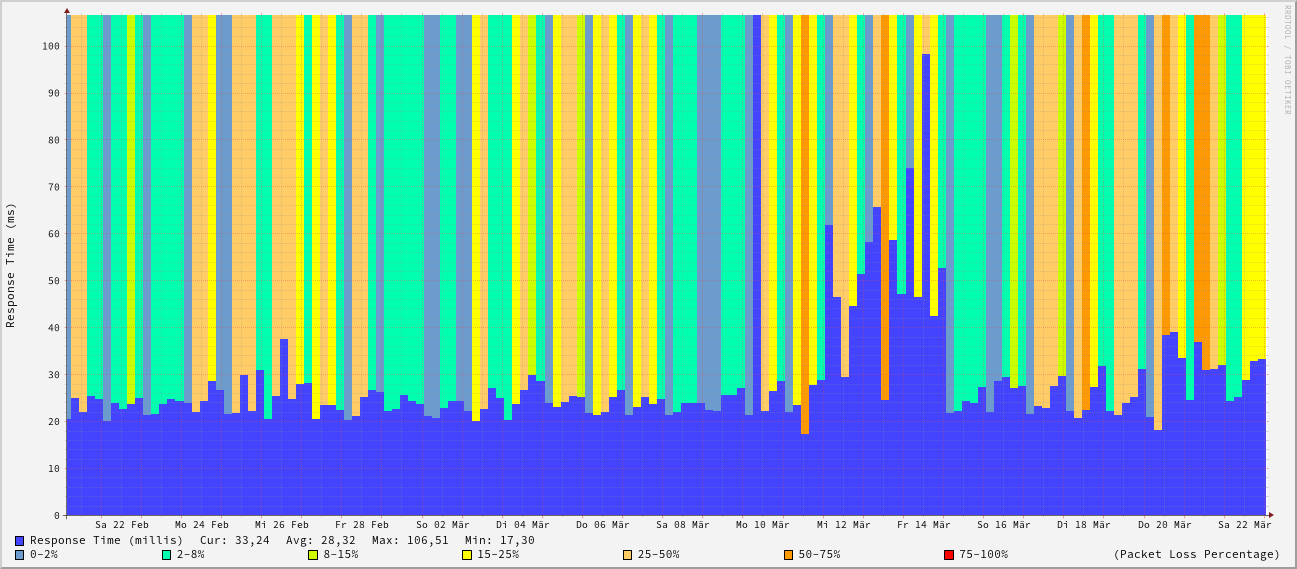 RRDTOOL / TOBI OETIKER
Response Time (ms)
100
90
80
70
60
50
40
30
20
10
0
Sa 22 Feb Mo 24 Feb Mi 26 Feb Fr 28 Feb So 02 Mär Di 04 Mär Do 06 Mär Sa 08 Mär Mo 10 Mär Mi 12 Mär Fr 14 Mär So 16 Mär Di 18 Mär Do 20 Mär Sa 22 Mär
Response Time (millis) Cur: 33,24 Avg: 28,32 Max: 106,51 Min: 17,30
0-2% 2-8% 8-15% 15-25% 25-50% 50-75% 75-100% (Packet Loss Percentage)